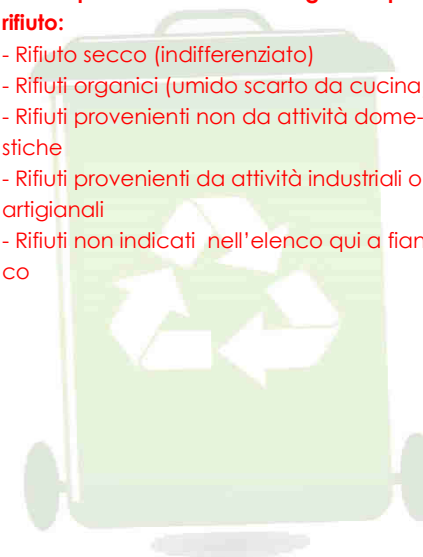 rifiuto:
- Rifiuto secco (indifferenziato)
- Rifiuti organici (umido scarto da cucina
- Rifiuti provenienti non da attività dome-
stiche
- Rifiuti provenienti da attività industriali o
artigianali
- Rifiuti non indicati nell'elenco qui a fian
co